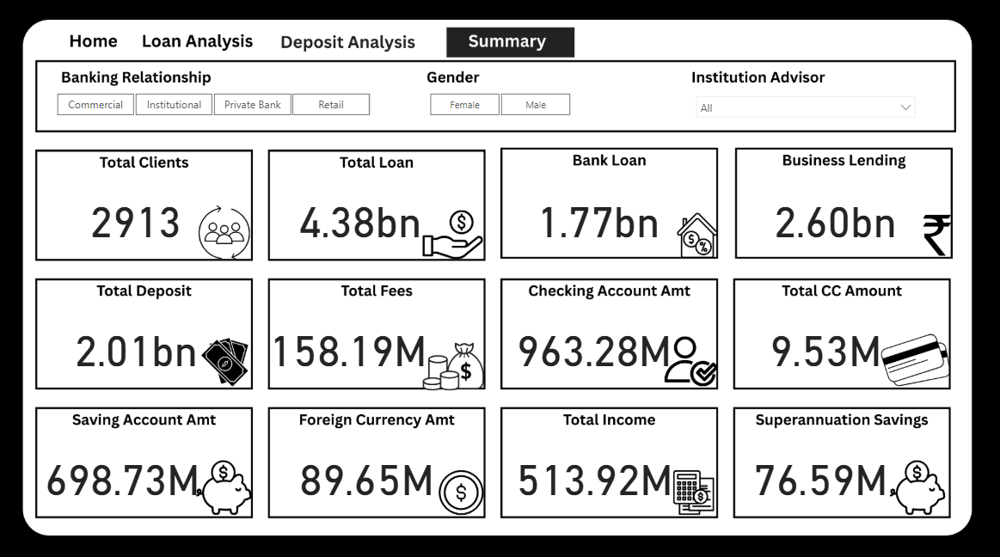 Home Loan Analysis Deposit Analysis Summary
Banking Relationship Gender Institution Advisor
Commercial Institutional Private Bank Retail Female Male All
Total Clients Total Loan Bank Loan Business Lending
2913 4.38bn $ 1.77bn $ % 2.60bn ₹
Total Deposit Total Fees Checking Account Amt Total CC Amount
2.01bn 158.19M $ 963.28M 9.53M
Saving Account Amt Foreign Currency Amt Total Income Superannuation Savings
698.73M $ 89.65M $ 513.92M $ 76.59M $